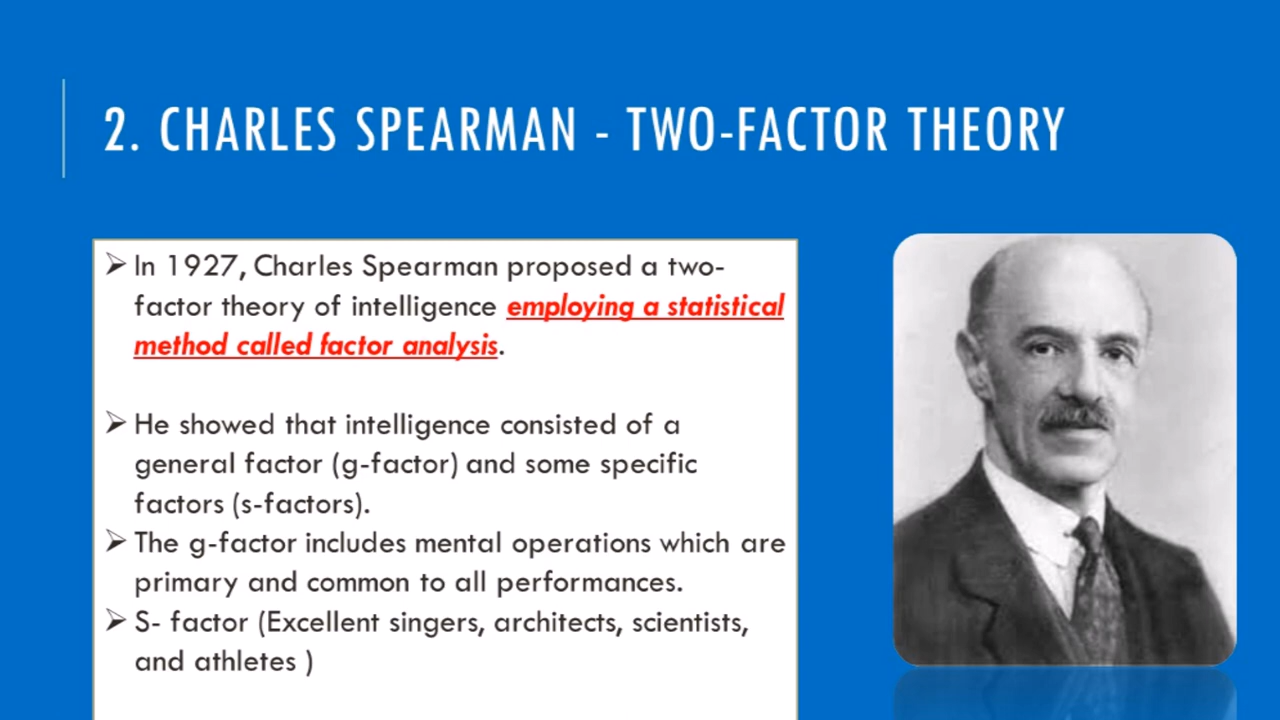 2. CHARLES SPEARMAN - TWO-FACTOR THEORY
➢ In 1927, Charles Spearman proposed a two-
factor theory of intelligence employing a statistical
method called factor analysis.
➢ He showed that intelligence consisted of a
general factor (g-factor) and some specific
factors (s-factors).
➢ The g-factor includes mental operations which are
primary and common to all performances.
➢ S- factor (Excellent singers, architects, scientists,
and athletes )